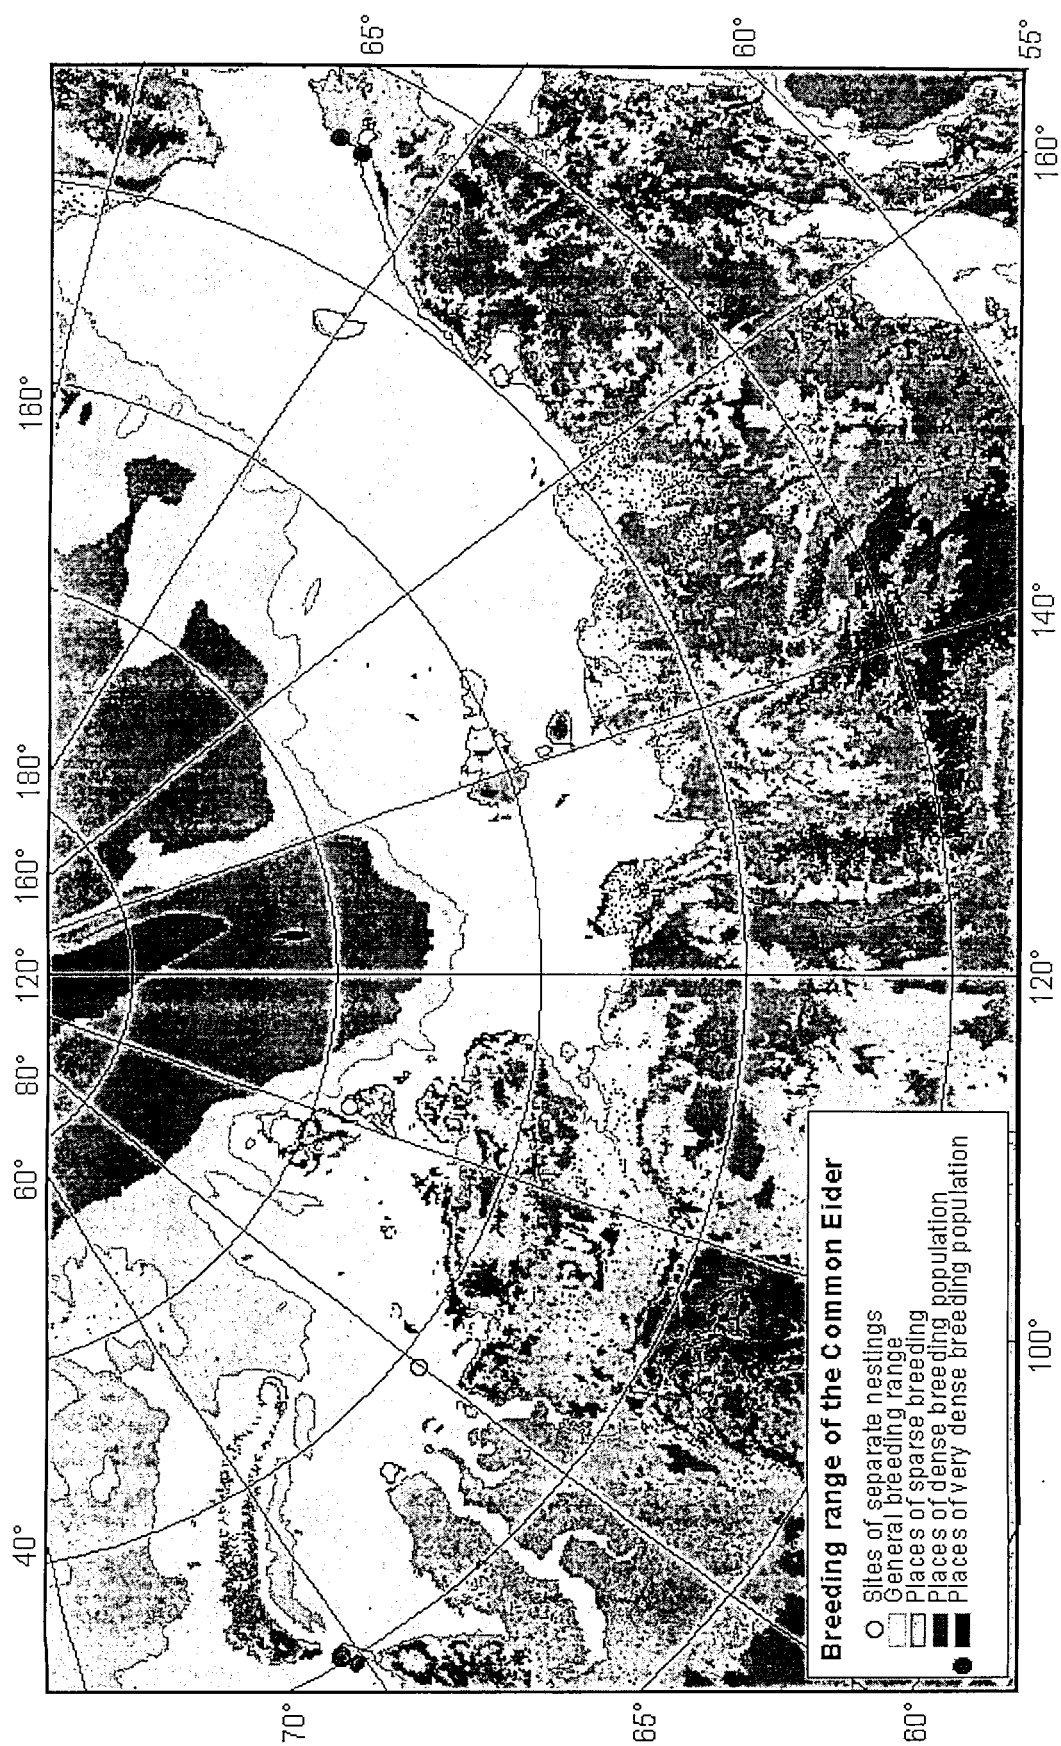 40°
60°
80°
120°
160°
180°
160°
65°
60°
55°
160°
140°
120°
100°
70°
65°
60°
Breeding range of the Common Eider
Sites of separate nestings
General breeding range
Places of sparse breeding
Places of dense breeding population
Places of very dense breeding population